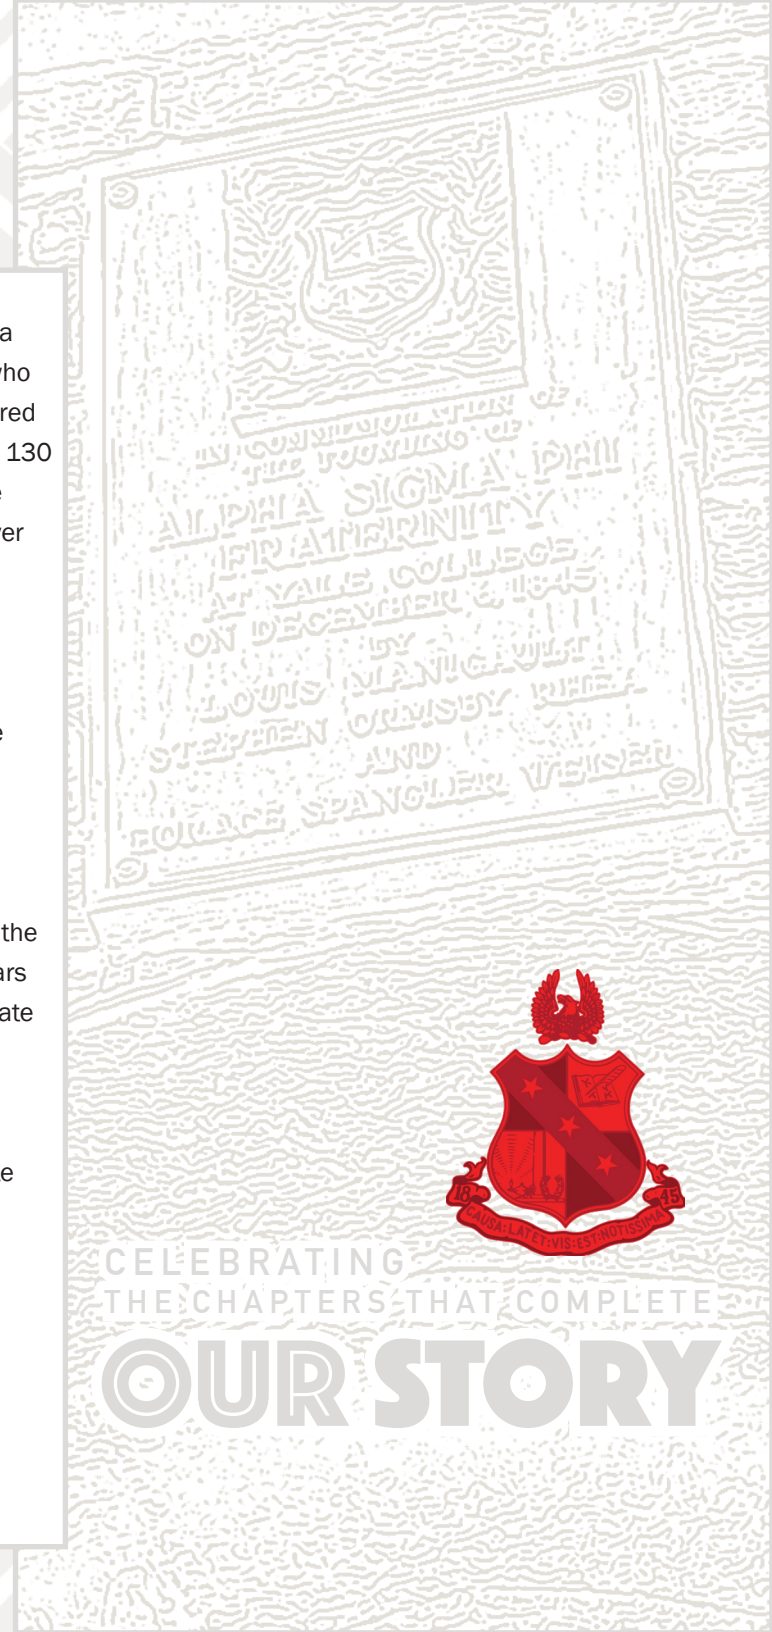 a
who
red
130
e
er
e
the
ars
ate
e
IN COMMEMORATION OF
THE FOUNDING OF
ALPHA SIGMA PHI
FRATERNITY
AT YALE COLLEGE
ON DECEMBER 6, 1845
BY
LOUIS MANIGAULT
STEPHEN ORMSBY RHEA
AND
HORACE SPANGLER WEISER
18 45
CAUSA:LATET:VIS:EST:NOTISSIMA
CELEBRATING
THE CHAPTERS THAT COMPLETE
OUR STORY